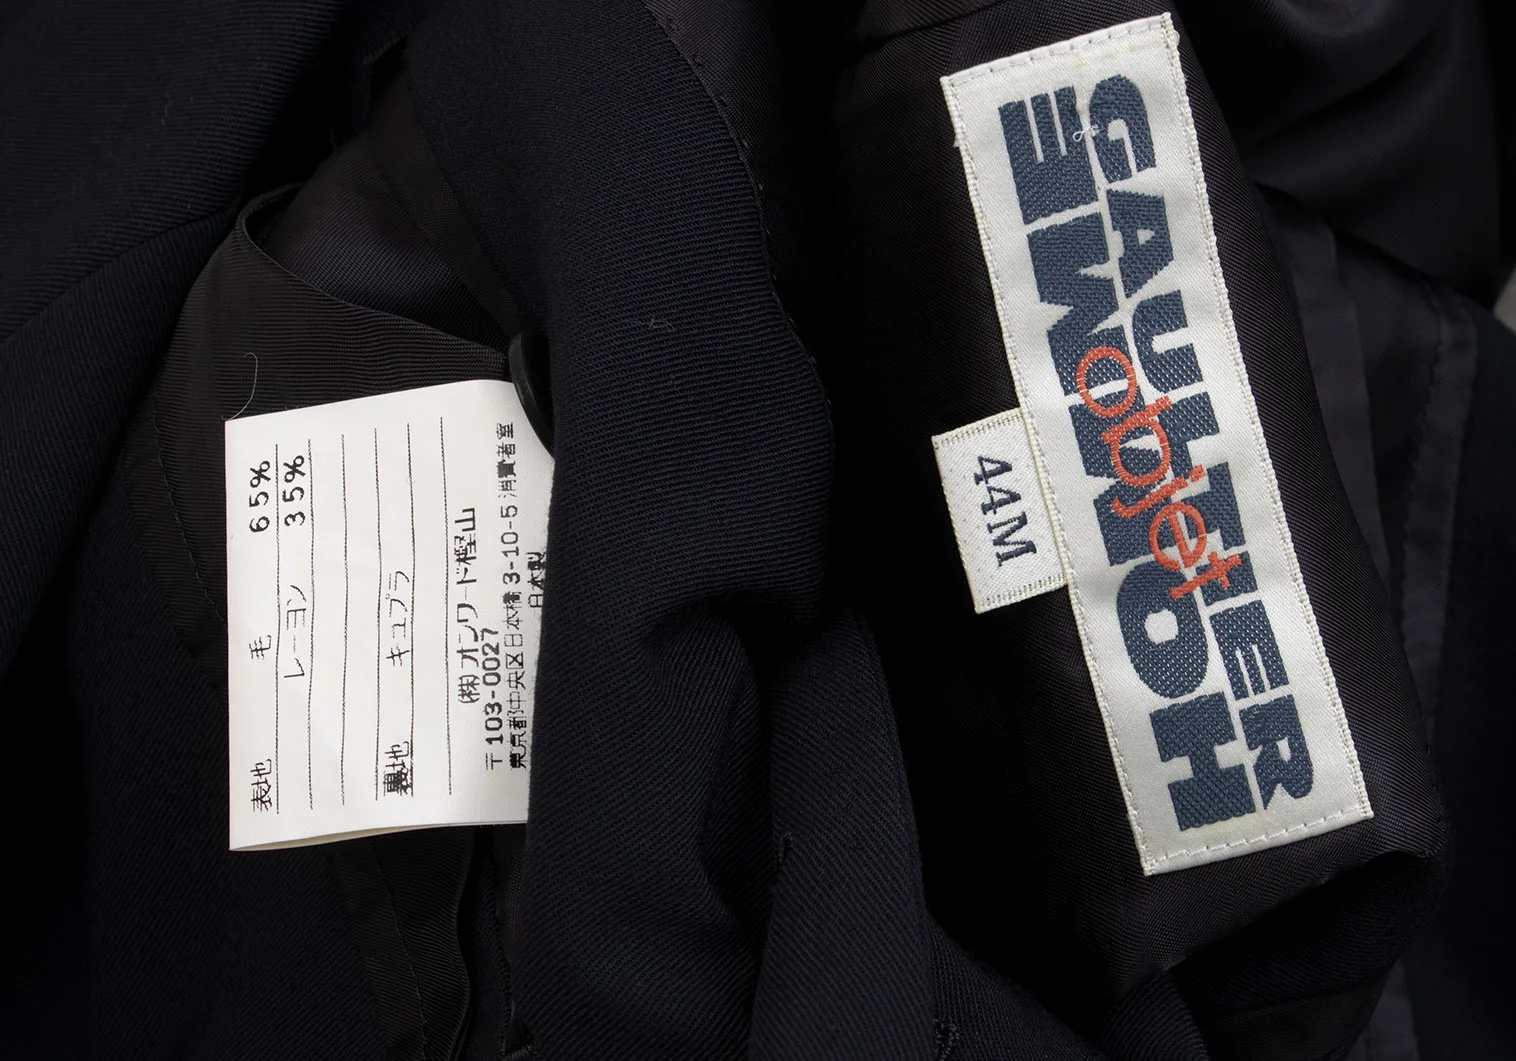 表地 毛 65%
レーヨン 35%
裏地 キュプラ
(株)オンワード樫山
〒103-0027
東京都中央区日本橋 3-10-5 消費者室
日本製
GAULTIER
HOMME
objet
44M